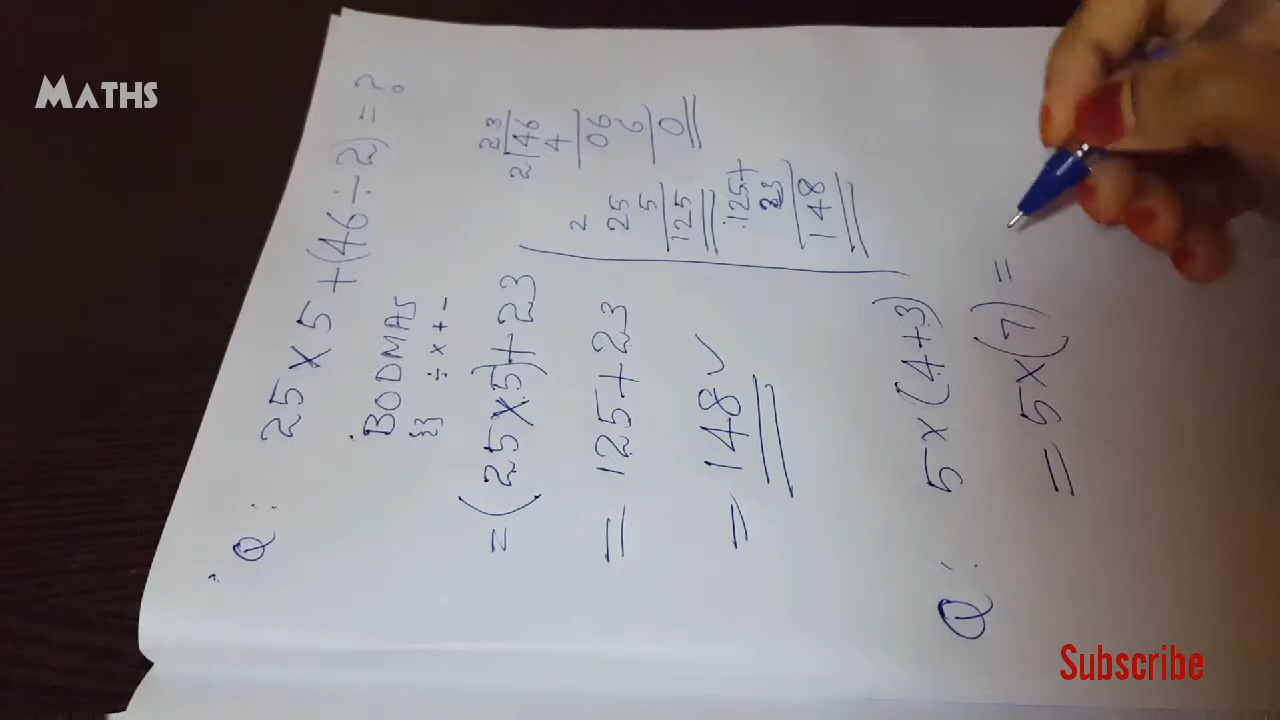 MATHS
Q: 25 × 5 + (46 ÷ 2) = ?
BODMAS
{} ÷ × + -
= (25 × 5) + 23
= 125 + 23
= 148 ✓
23
2|46
4
06
6
0
2
25
5
125
125+
23
148
Q: 5 × (4 + 3)
= 5 × (7) =
Subscribe